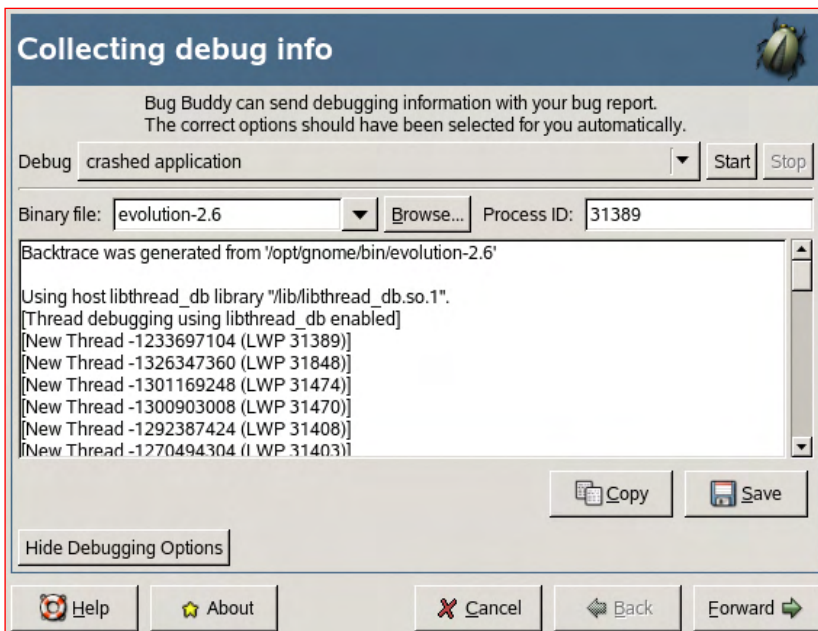 Collecting debug info
Bug Buddy can send debugging information with your bug report.
The correct options should have been selected for you automatically.
Debug crashed application Start Stop
Binary file: evolution-2.6 Browse... Process ID: 31389
Backtrace was generated from '/opt/gnome/bin/evolution-2.6'
Using host libthread_db library "/lib/libthread_db.so.1".
[Thread debugging using libthread_db enabled]
[New Thread -1233697104 (LWP 31389)]
[New Thread -1326347360 (LWP 31848)]
[New Thread -1301169248 (LWP 31474)]
[New Thread -1300903008 (LWP 31470)]
[New Thread -1292387424 (LWP 31408)]
[New Thread -1270494304 (LWP 31403)]
Copy Save
Hide Debugging Options
Help About Cancel Back Forward